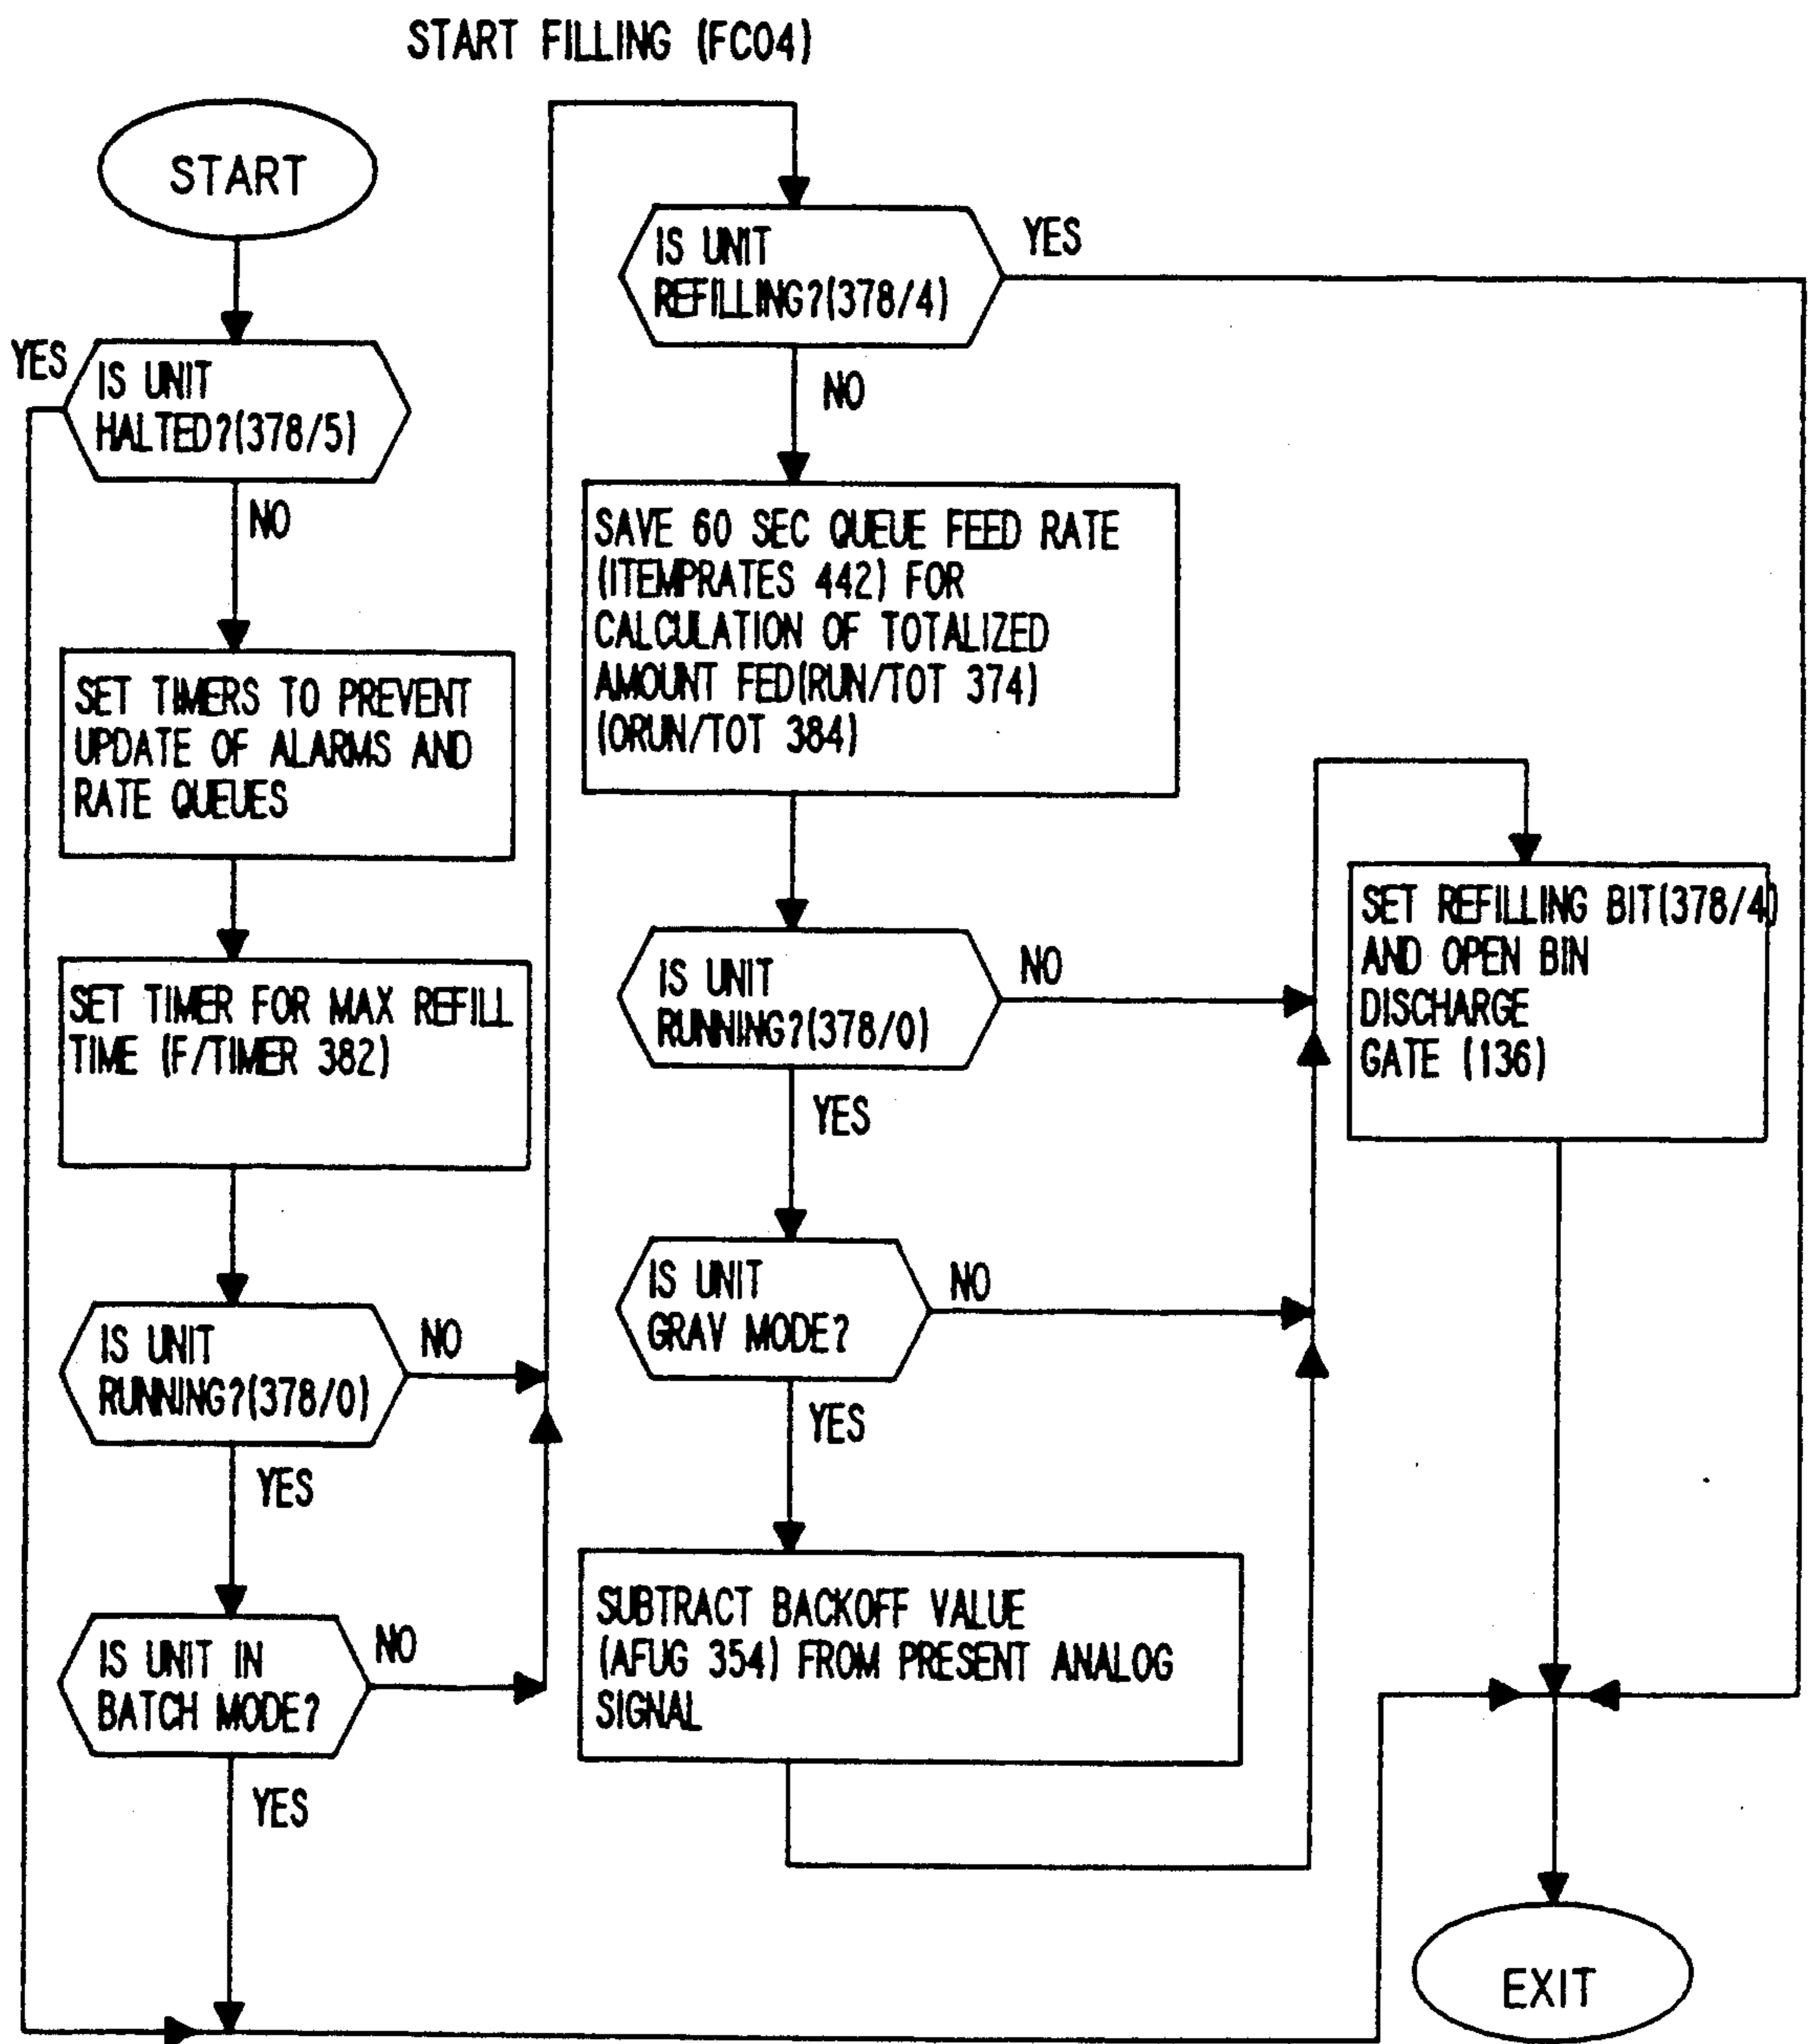 START FILLING (FC04)
START
YES
IS UNIT
HALTED?(378/5)
NO
SET TIMERS TO PREVENT
UPDATE OF ALARMS AND
RATE QUEUES
SET TIMER FOR MAX REFILL
TIME (F/TIMER 382)
IS UNIT
RUNNING?(378/0)
NO
YES
IS UNIT IN
BATCH MODE?
NO
YES
IS UNIT
REFILLING?(378/4)
YES
NO
SAVE 60 SEC QUEUE FEED RATE
(ITEMPRATES 442) FOR
CALCULATION OF TOTALIZED
AMOUNT FED(RUN/TOT 374)
(ORUN/TOT 384)
IS UNIT
RUNNING?(378/0)
NO
YES
IS UNIT
GRAV MODE?
NO
YES
SUBTRACT BACKOFF VALUE
(AFUG 354) FROM PRESENT ANALOG
SIGNAL
SET REFILLING BIT(378/4)
AND OPEN BIN
DISCHARGE
GATE (136)
EXIT